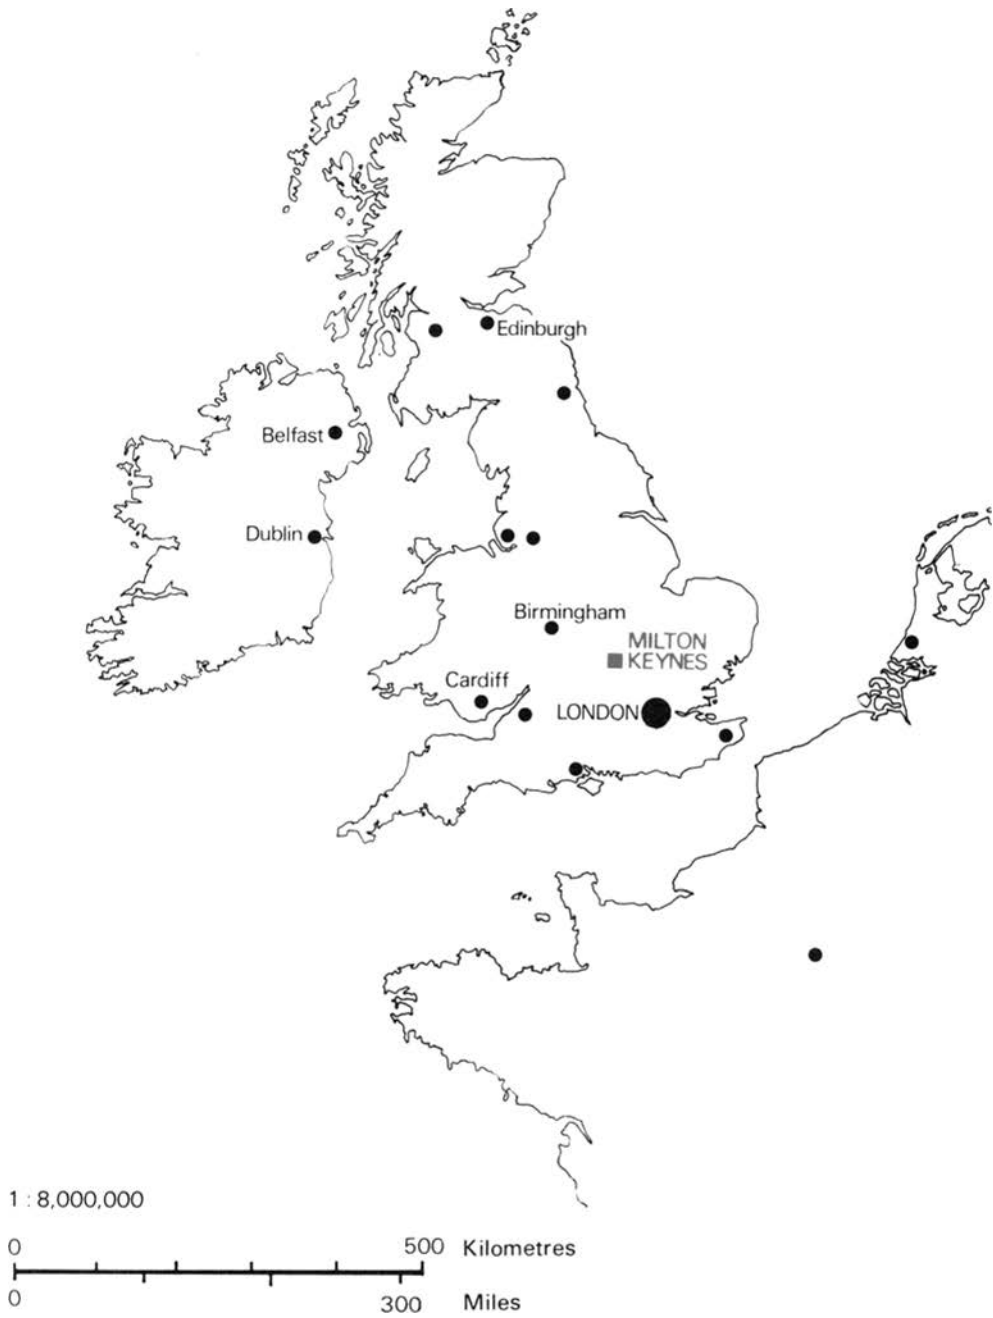 Edinburgh
Belfast
Dublin
Birmingham
MILTON
KEYNES
Cardiff
LONDON
1 : 8,000,000
0 500 Kilometres
0 300 Miles